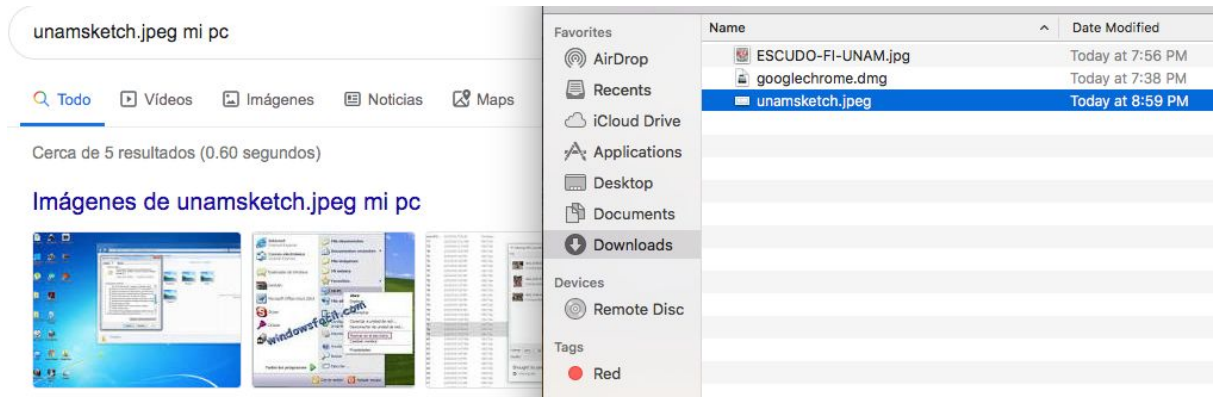 unamsketch.jpeg mi pc
Todo
Vídeos
Imágenes
Noticias
Maps
Cerca de 5 resultados (0.60 segundos)
Imágenes de unamsketch.jpeg mi pc
windowsfacil.com
Favorites
AirDrop
Recents
iCloud Drive
Applications
Desktop
Documents
Downloads
Devices
Remote Disc
Tags
Red
Name Date Modified
ESCUDO-FI-UNAM.jpg Today at 7:56 PM
googlechrome.dmg Today at 7:38 PM
unamsketch.jpeg Today at 8:59 PM